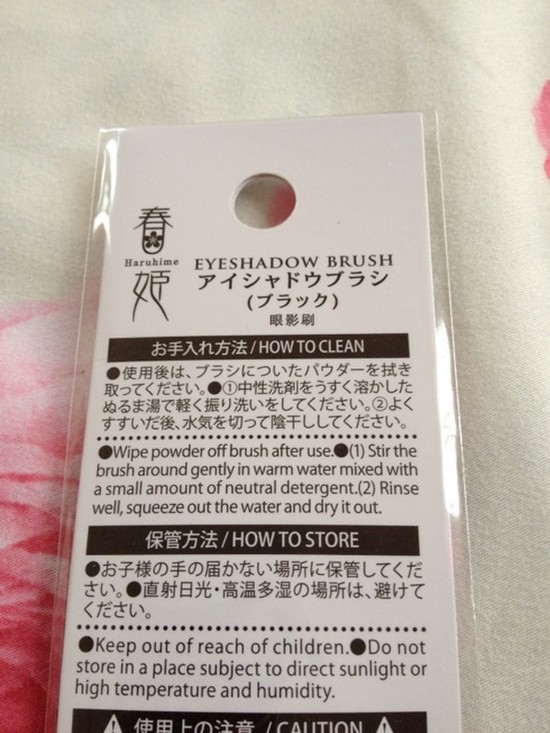 春
Haruhime
姫
EYESHADOW BRUSH
アイシャドウブラシ
(ブラック)
眼影刷
お手入れ方法/HOW TO CLEAN
●使用後は、ブラシについたパウダーを拭き
取ってください。●①中性洗剤をうすく溶かした
ぬるま湯で軽く振り洗いをしてください。②よく
すすいだ後、水気を切って陰干ししてください。
●Wipe powder off brush after use.●(1) Stir the
brush around gently in warm water mixed with
a small amount of neutral detergent.(2) Rinse
well, squeeze out the water and dry it out.
保管方法/HOW TO STORE
●お子様の手の届かない場所に保管してくだ
さい。●直射日光・高温多湿の場所は、避けて
ください。
●Keep out of reach of children.●Do not
store in a place subject to direct sunlight or
high temperature and humidity.
使用上の注意/CAUTION